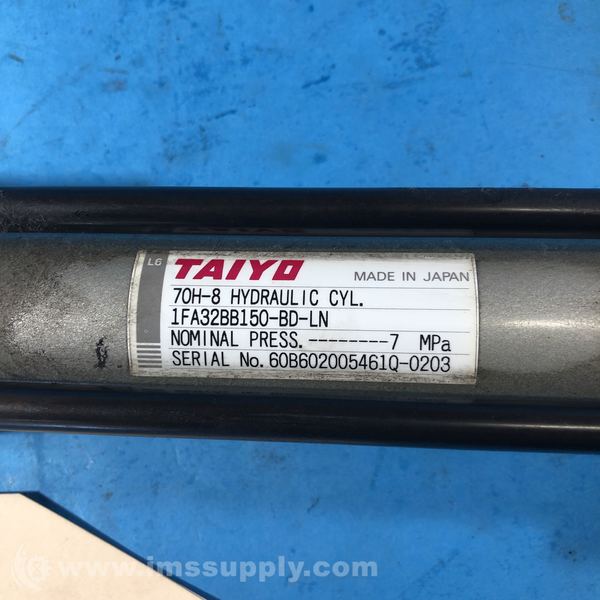 L6 TAIYO MADE IN JAPAN
70H-8 HYDRAULIC CYL.
1FA32BB150-BD-LN
NOMINAL PRESS.--------7 MPa
SERIAL No.60B602005461Q-0203
© www.imssupply.com